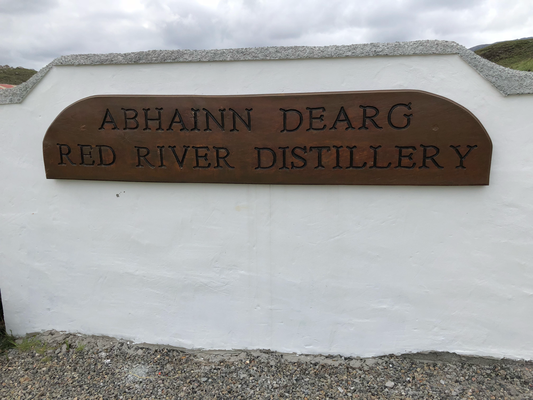 ABHAINN DEARG
RED RIVER DISTILLERY